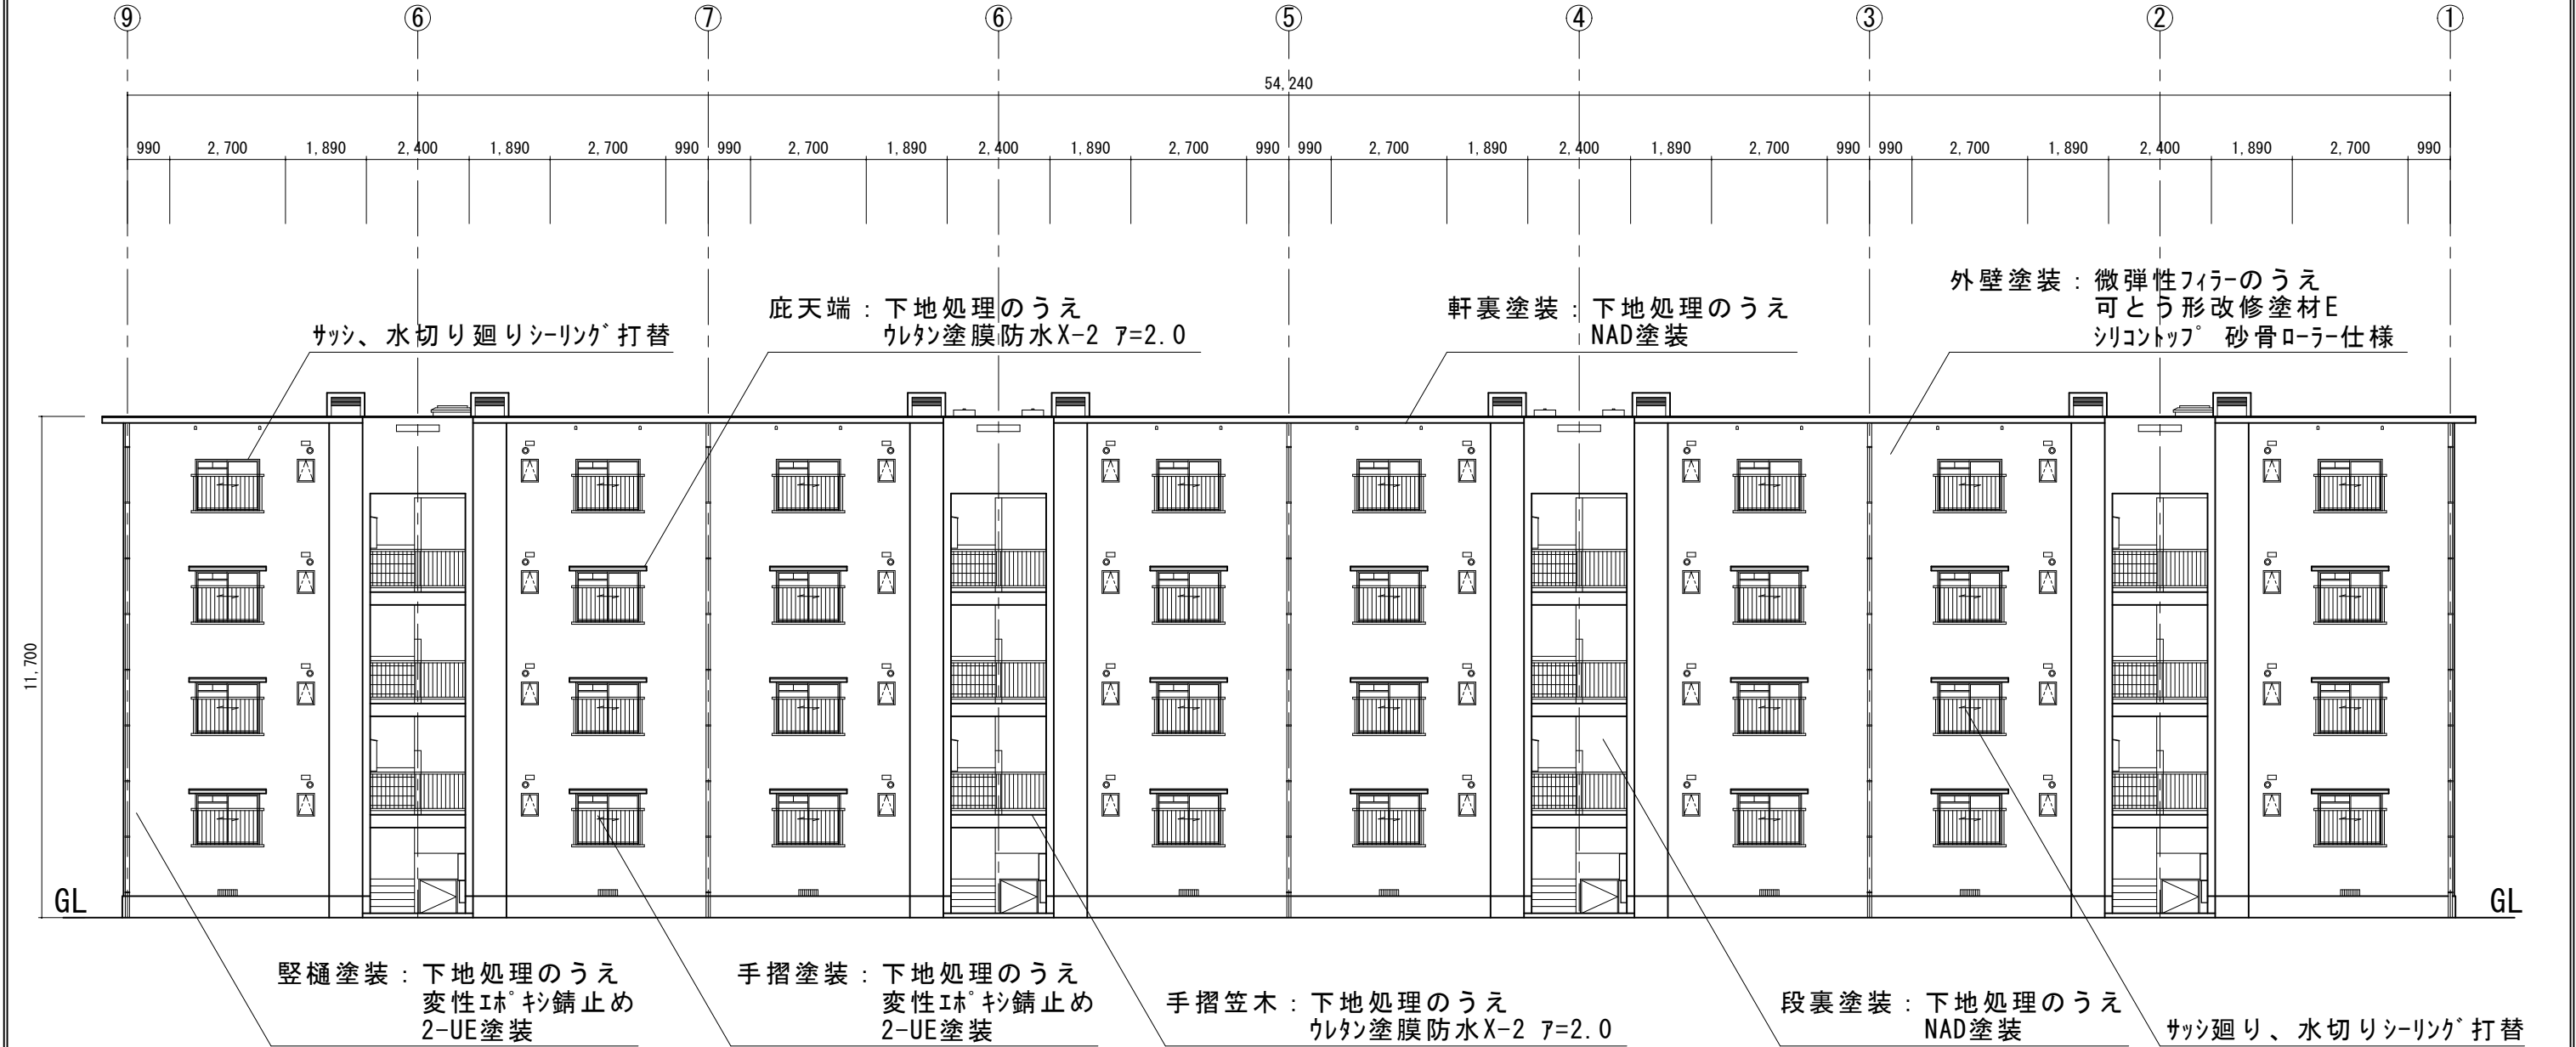 ⑨ ⑥ ⑦ ⑥ ⑤ ④ ③ ② ①
54,240
990 2,700 1,890 2,400 1,890 2,700 990 990 2,700 1,890 2,400 1,890 2,700 990 990 2,700 1,890 2,400 1,890 2,700 990 990 2,700 1,890 2,400 1,890 2,700 990
サッシ、水切り廻りシーリング打替
庇天端：下地処理のうえ
ウレタン塗膜防水X-2 ア=2.0
軒裏塗装：下地処理のうえ
NAD塗装
外壁塗装：微弾性フィラーのうえ
可とう形改修塗材E
シリコントップ 砂骨ローラー仕様
11,700
GL
GL
竪樋塗装：下地処理のうえ
変性エポキシ錆止め
2-UE塗装
手摺塗装：下地処理のうえ
変性エポキシ錆止め
2-UE塗装
手摺笠木：下地処理のうえ
ウレタン塗膜防水X-2 ア=2.0
段裏塗装：下地処理のうえ
NAD塗装
サッシ廻り、水切りシーリング打替